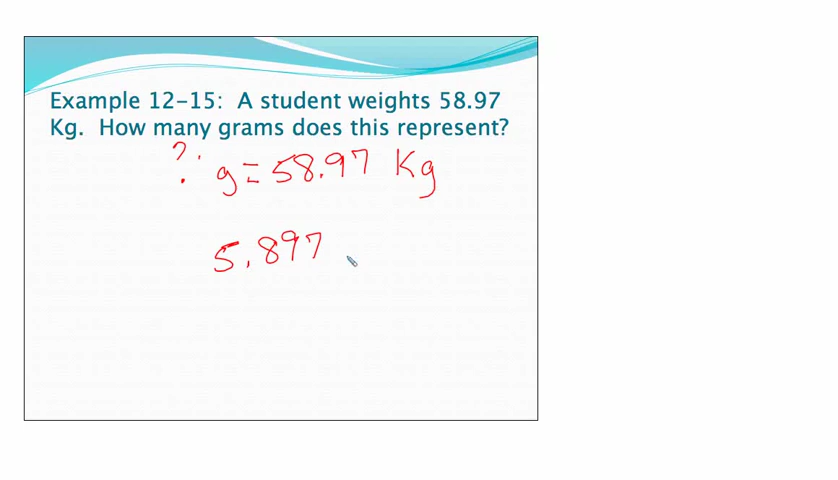 Example 12-15: A student weights 58.97
Kg. How many grams does this represent?
? g = 58.97 Kg
5.897